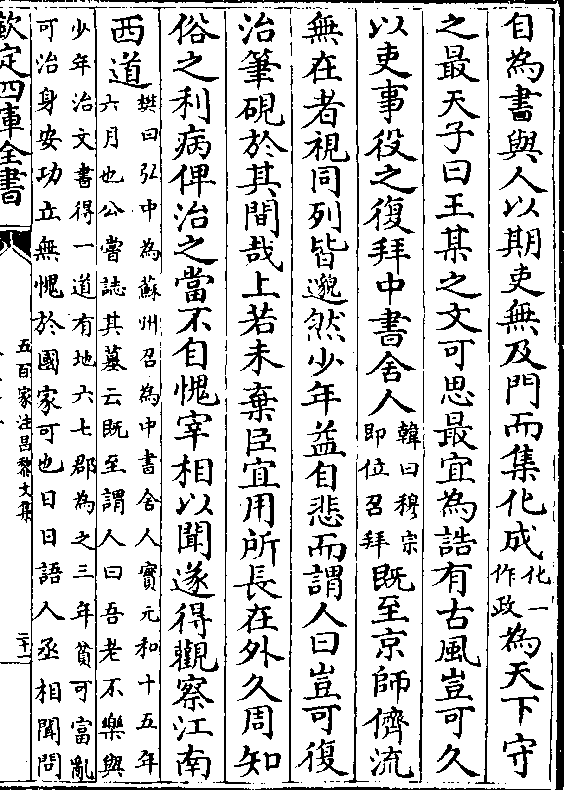 自為書與人以期吏無及門而集化成化一作政為天下守
之最天子曰王某之文可思最宜為誥有古風豈可久
以吏事役之復拜中書舍人韓曰穆宗即位召拜既至京師儕流
無在者視同列皆邈然少年益自悲而謂人曰豈可復
治筆硯於其間哉上若未棄臣宜用所長在外久周知
俗之利病俾治之當不自愧宰相以聞遂得觀察江南
西道樊曰弘中為蘇州召為中書舍人實元和十五年
六月也公嘗誌其墓云既至謂人曰吾老不樂與
少年治文書得一道有地六七郡為之三年貧可富亂
可治身安功立無愧於國家可也日日語人丞相聞問
欽定四庫全書
五百家注昌黎文集
二十一